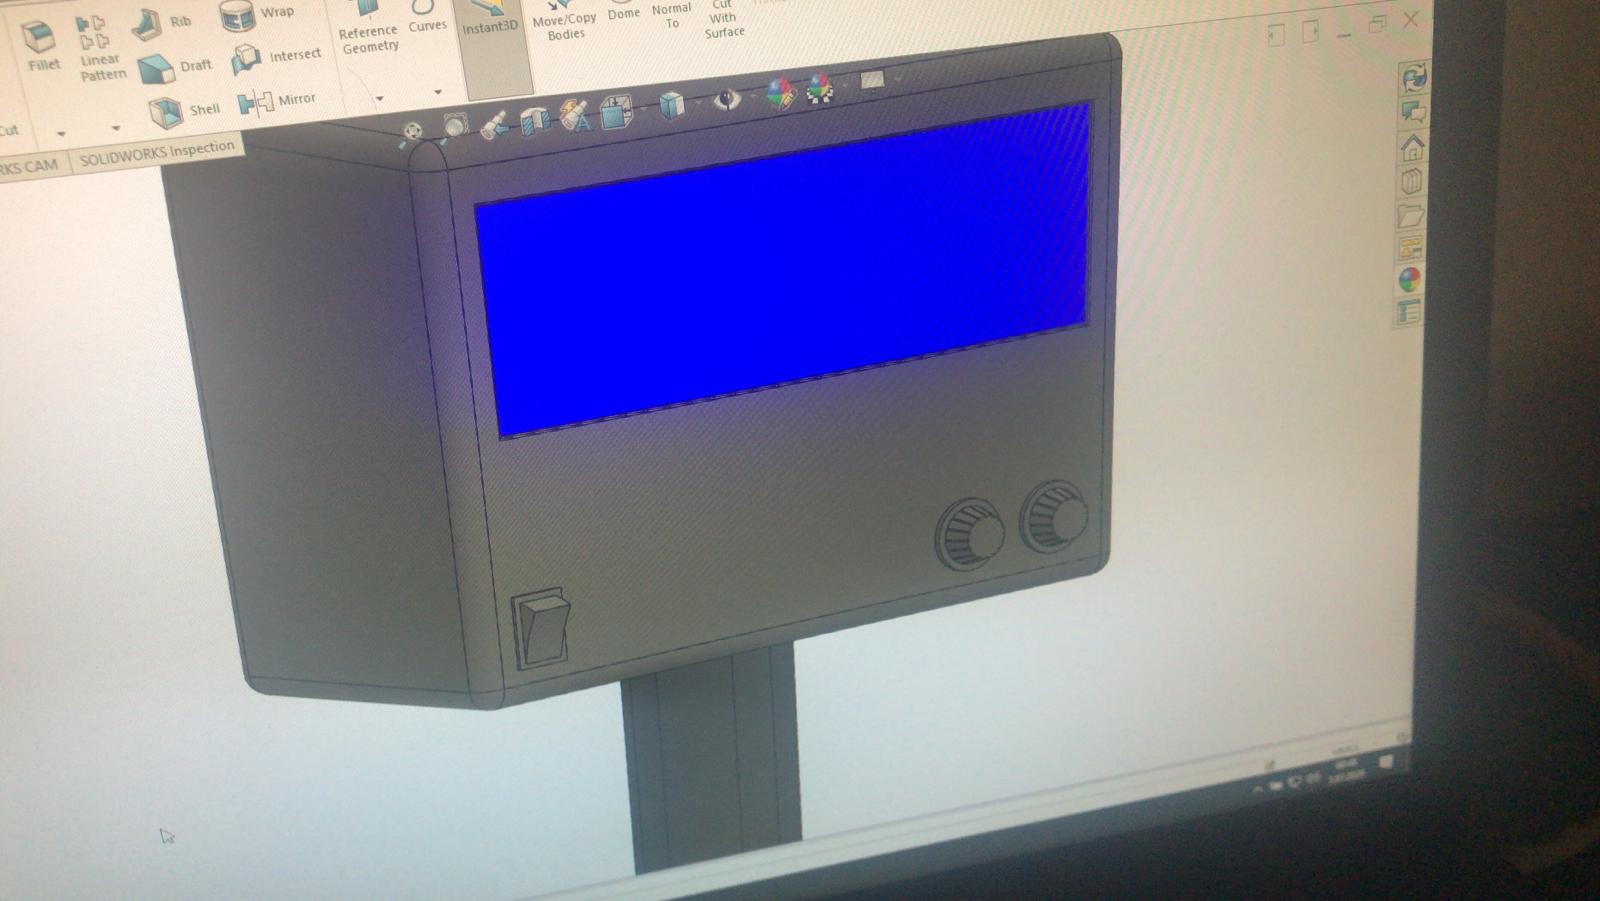 Fillet
Linear
Pattern
Rib
Draft
Shell
Wrap
Intersect
Mirror
Reference
Geometry
Curves
Instant3D
Move/Copy
Bodies
Dome
Normal
To
Cut
With
Surface
RKS CAM
SOLIDWORKS Inspection